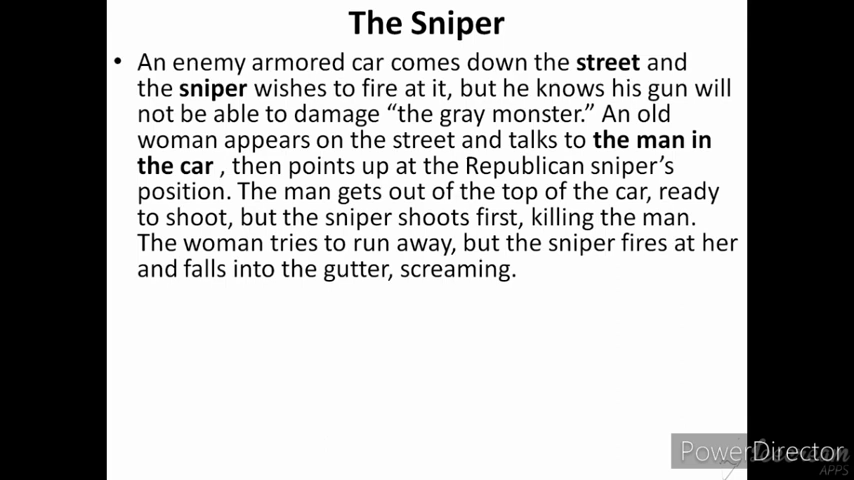 The Sniper
• An enemy armored car comes down the street and
the sniper wishes to fire at it, but he knows his gun will
not be able to damage “the gray monster.” An old
woman appears on the street and talks to the man in
the car , then points up at the Republican sniper’s
position. The man gets out of the top of the car, ready
to shoot, but the sniper shoots first, killing the man.
The woman tries to run away, but the sniper fires at her
and falls into the gutter, screaming.
PowerDirector
APPS